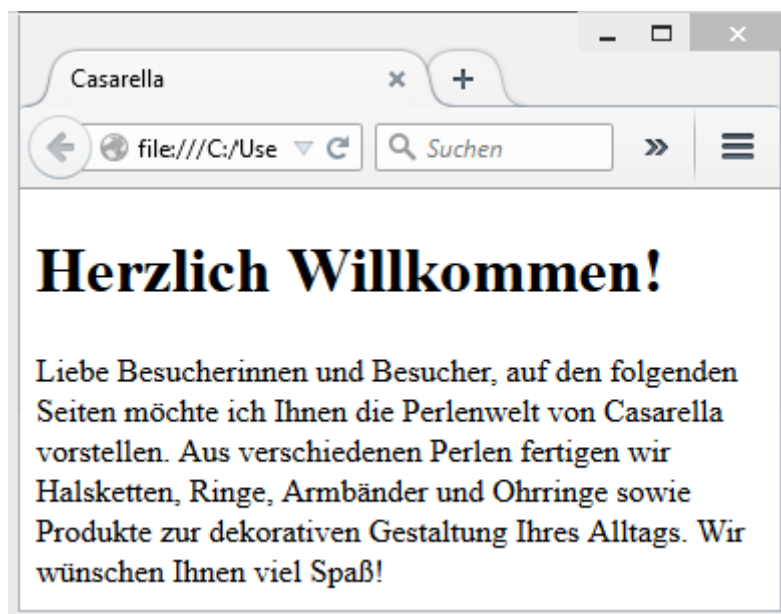 Casarella
file:///C:/Use
Suchen
Herzlich Willkommen!
Liebe Besucherinnen und Besucher, auf den folgenden
Seiten möchte ich Ihnen die Perlenwelt von Casarella
vorstellen. Aus verschiedenen Perlen fertigen wir
Halsketten, Ringe, Armbänder und Ohrringe sowie
Produkte zur dekorativen Gestaltung Ihres Alltags. Wir
wünschen Ihnen viel Spaß!